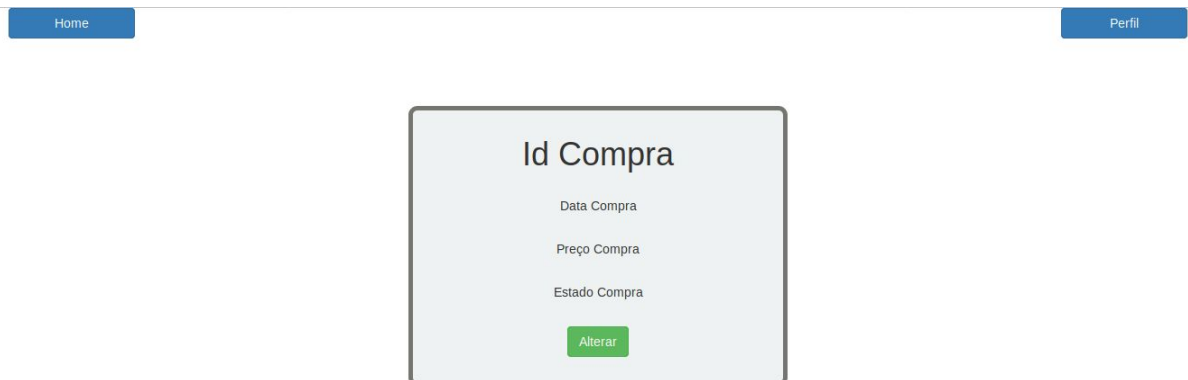 Home
Perfil
Id Compra
Data Compra
Preço Compra
Estado Compra
Alterar